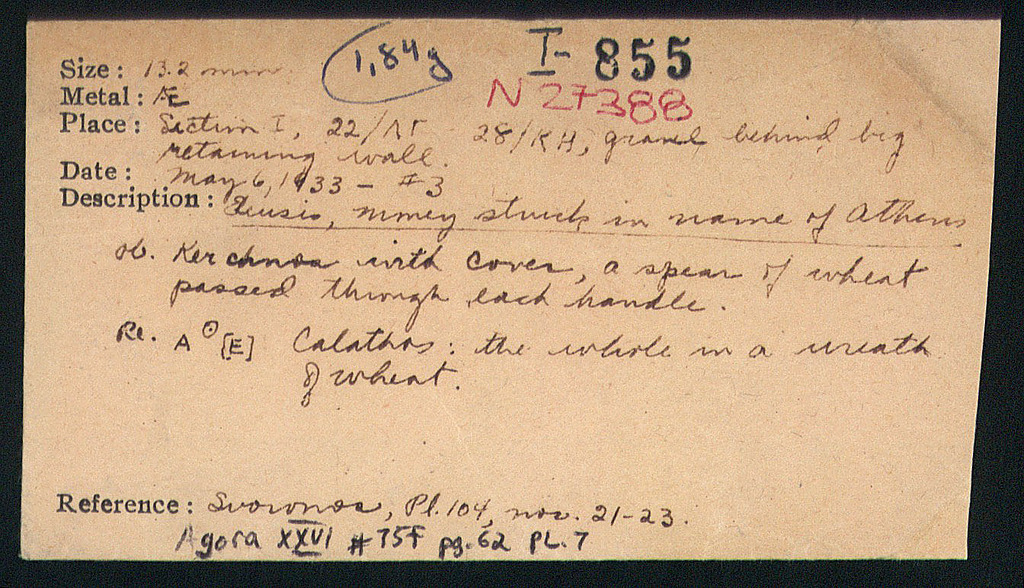 1,84g
I- 855
Size : 13.2 mm.
N 27388
Metal : Æ
Place : Section I, 22/ΛΓ - 28/ΚΗ, gravel behind big
retaining wall.
Date : May 6, 1933 - #3
Description : Eleusis, money struck in name of Athens
ob. Kerchnos with cover, a spear of wheat
passed through each handle.
Re. A Θ [E] Calathos : the whole in a wreath
of wheat.
Reference : Svoronos, Pl. 104, nos. 21-23.
Agora XXVI # 75f pg. 62 PL. 7